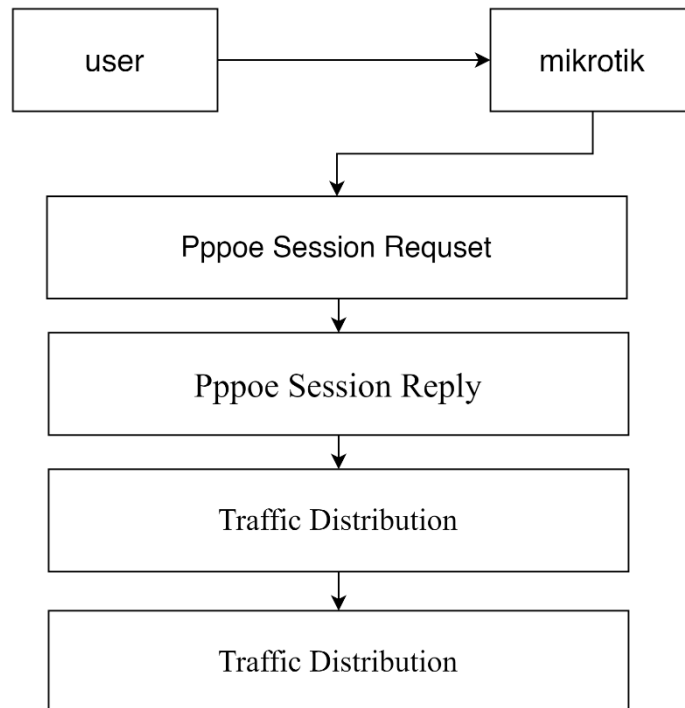 user
mikrotik
Pppoe Session Requset
Pppoe Session Reply
Traffic Distribution
Traffic Distribution